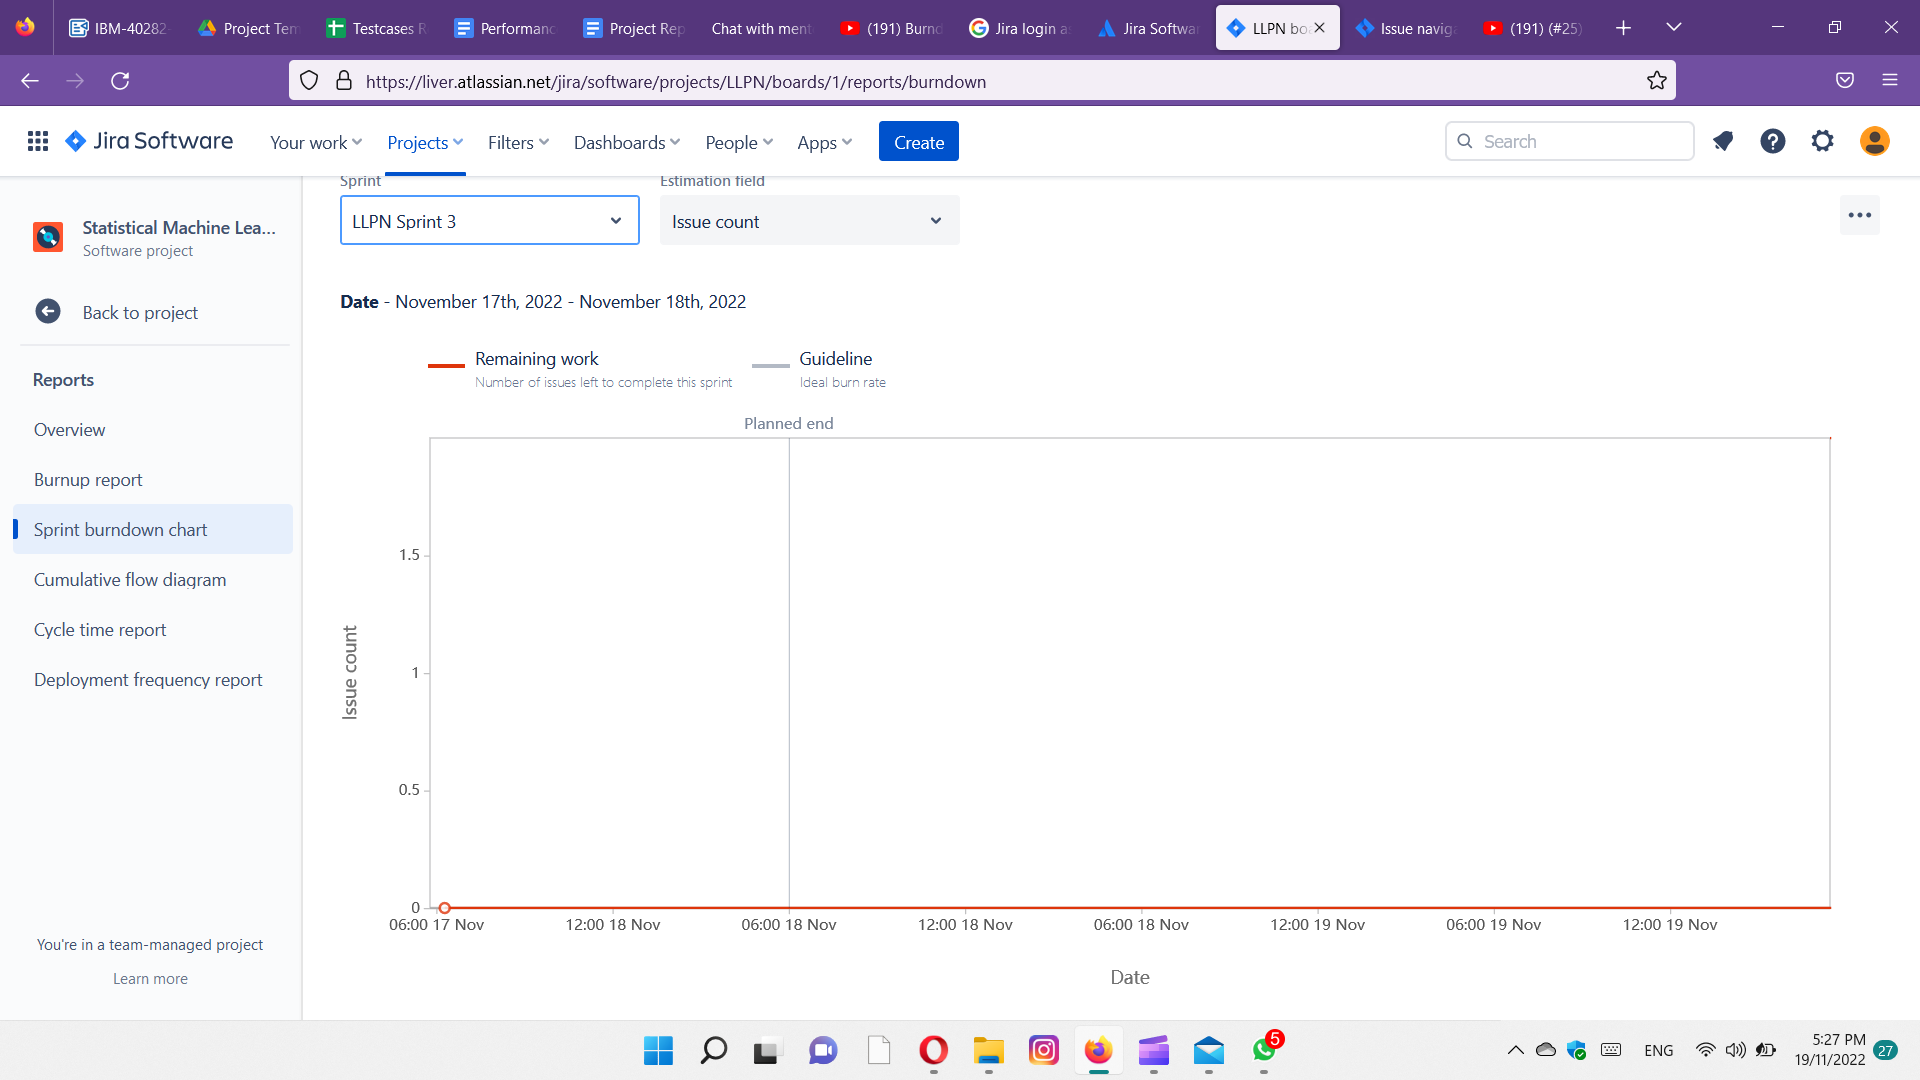 IBM-40282-
Project Tem
Testcases R
Performanc
Project Rep
Chat with ment
(191) Burnd
Jira login a
Jira Softwar
LLPN bo
Issue naviga
(191) (#25)
https://liver.atlassian.net/jira/software/projects/LLPN/boards/1/reports/burndown
Jira Software
Your work
Projects
Filters
Dashboards
People
Apps
Create
Search
Statistical Machine Lea...
Software project
Back to project
Reports
Overview
Burnup report
Sprint burndown chart
Cumulative flow diagram
Cycle time report
Deployment frequency report
You're in a team-managed project
Learn more
Sprint
Estimation field
LLPN Sprint 3
Issue count
Date - November 17th, 2022 - November 18th, 2022
Remaining work
Number of issues left to complete this sprint
Guideline
Ideal burn rate
Planned end
1.5
1
0.5
0
Issue count
06:00 17 Nov
12:00 18 Nov
06:00 18 Nov
12:00 18 Nov
06:00 18 Nov
12:00 19 Nov
06:00 19 Nov
12:00 19 Nov
Date
5
ENG
5:27 PM
19/11/2022
27